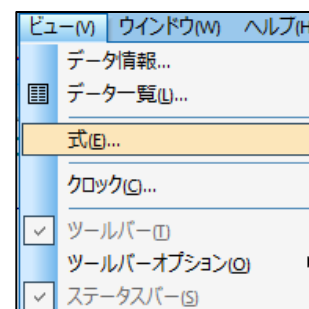 ビュー(V) ウインドウ(W) ヘルプ(H
データ情報...
データ一覧(L)...
式(E)...
クロック(C)...
ツールバー(T)
ツールバーオプション(O)
ステータスバー(S)